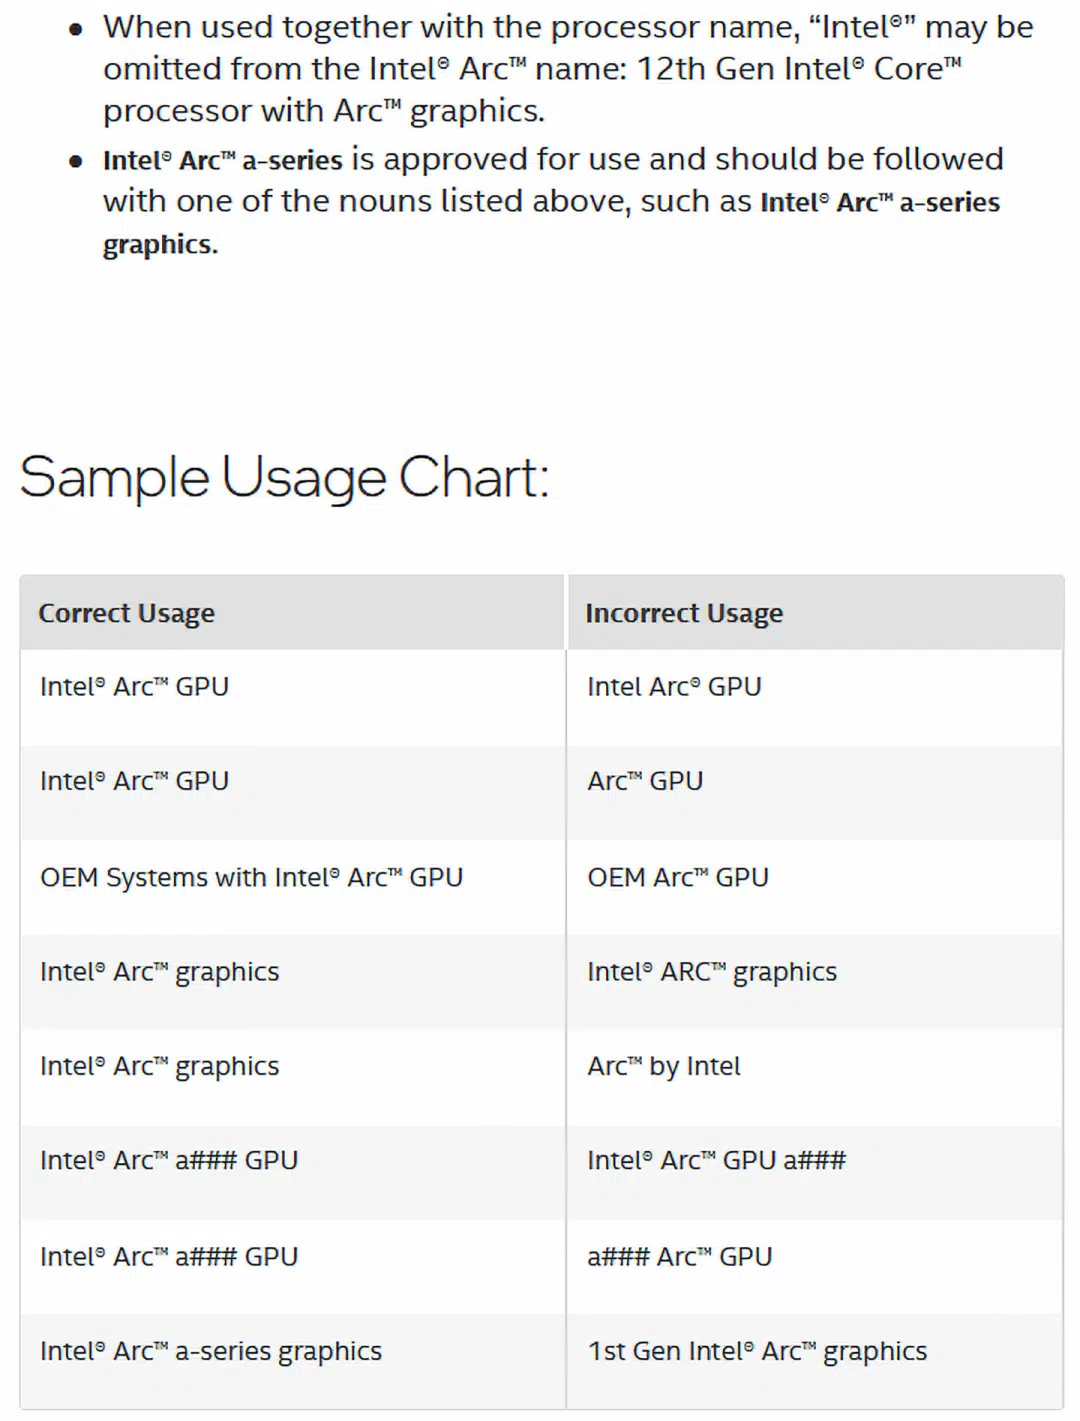 • When used together with the processor name, “Intel®” may be
omitted from the Intel® Arc™ name: 12th Gen Intel® Core™
processor with Arc™ graphics.
• Intel® Arc™ a-series is approved for use and should be followed
with one of the nouns listed above, such as Intel® Arc™ a-series
graphics.
Sample Usage Chart:
Correct Usage Incorrect Usage
Intel® Arc™ GPU Intel Arc® GPU
Intel® Arc™ GPU Arc™ GPU
OEM Systems with Intel® Arc™ GPU OEM Arc™ GPU
Intel® Arc™ graphics Intel® ARC™ graphics
Intel® Arc™ graphics Arc™ by Intel
Intel® Arc™ a### GPU Intel® Arc™ GPU a###
Intel® Arc™ a### GPU a### Arc™ GPU
Intel® Arc™ a-series graphics 1st Gen Intel® Arc™ graphics